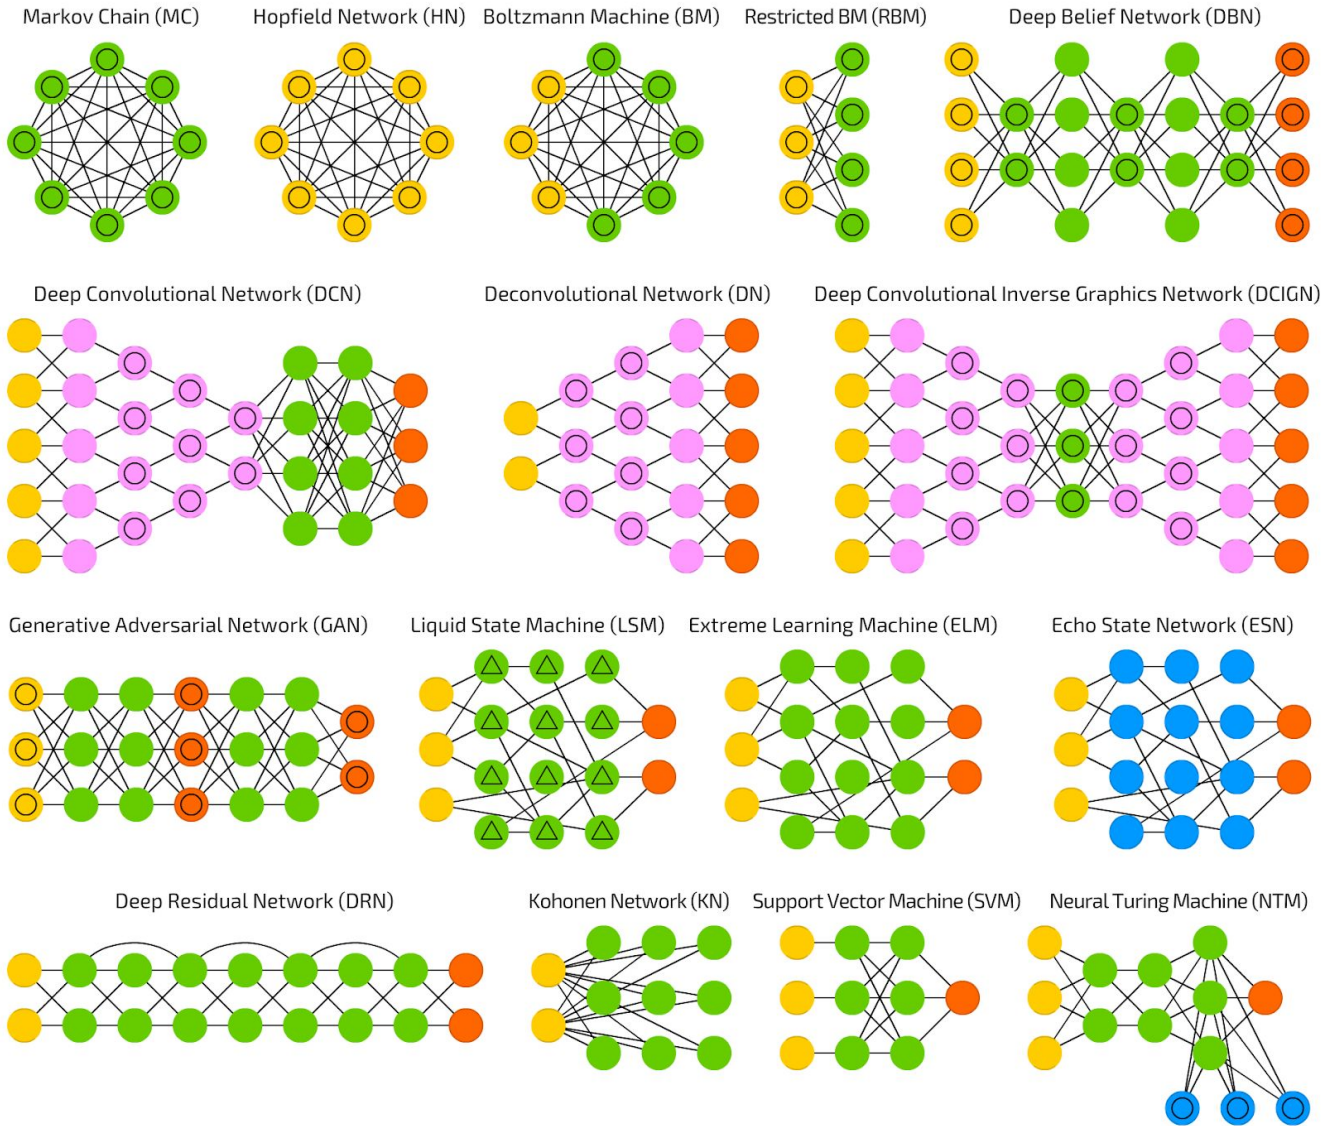 Markov Chain (MC)
Hopfield Network (HN)
Boltzmann Machine (BM)
Restricted BM (RBM)
Deep Belief Network (DBN)
Deep Convolutional Network (DCN)
Deconvolutional Network (DN)
Deep Convolutional Inverse Graphics Network (DCIGN)
Generative Adversarial Network (GAN)
Liquid State Machine (LSM)
Extreme Learning Machine (ELM)
Echo State Network (ESN)
Deep Residual Network (DRN)
Kohonen Network (KN)
Support Vector Machine (SVM)
Neural Turing Machine (NTM)